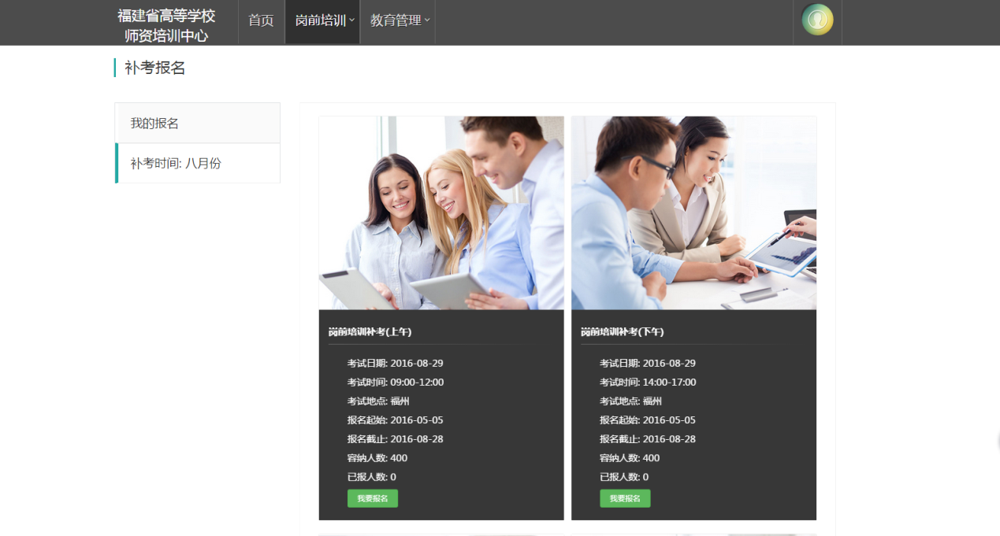 福建省高等学校
师资培训中心
首页
岗前培训
教育管理
补考报名
我的报名
补考时间: 八月份
岗前培训补考(上午)
考试日期: 2016-08-29
考试时间: 09:00-12:00
考试地点: 福州
报名起始: 2016-05-05
报名截止: 2016-08-28
容纳人数: 400
已报人数: 0
我要报名
岗前培训补考(下午)
考试日期: 2016-08-29
考试时间: 14:00-17:00
考试地点: 福州
报名起始: 2016-05-05
报名截止: 2016-08-28
容纳人数: 400
已报人数: 0
我要报名